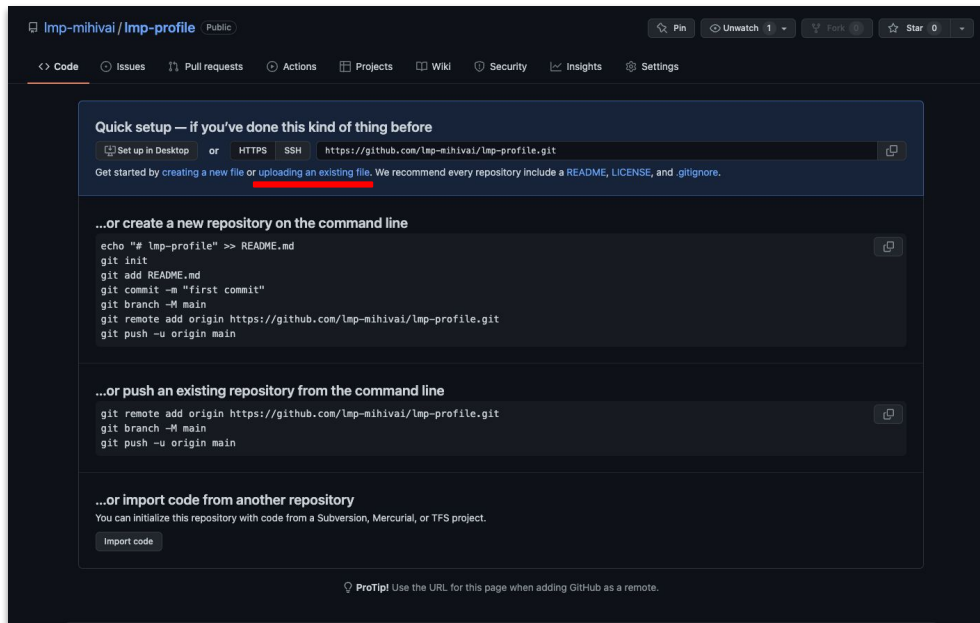 lmp-mihivai / lmp-profile Public
Pin Unwatch 1 Fork 0 Star 0
<> Code Issues Pull requests Actions Projects Wiki Security Insights Settings
Quick setup — if you've done this kind of thing before
Set up in Desktop or HTTPS SSH https://github.com/lmp-mihivai/lmp-profile.git
Get started by creating a new file or uploading an existing file. We recommend every repository include a README, LICENSE, and .gitignore.
...or create a new repository on the command line
echo "# lmp-profile" >> README.md
git init
git add README.md
git commit -m "first commit"
git branch -M main
git remote add origin https://github.com/lmp-mihivai/lmp-profile.git
git push -u origin main
...or push an existing repository from the command line
git remote add origin https://github.com/lmp-mihivai/lmp-profile.git
git branch -M main
git push -u origin main
...or import code from another repository
You can initialize this repository with code from a Subversion, Mercurial, or TFS project.
Import code
ProTip! Use the URL for this page when adding GitHub as a remote.